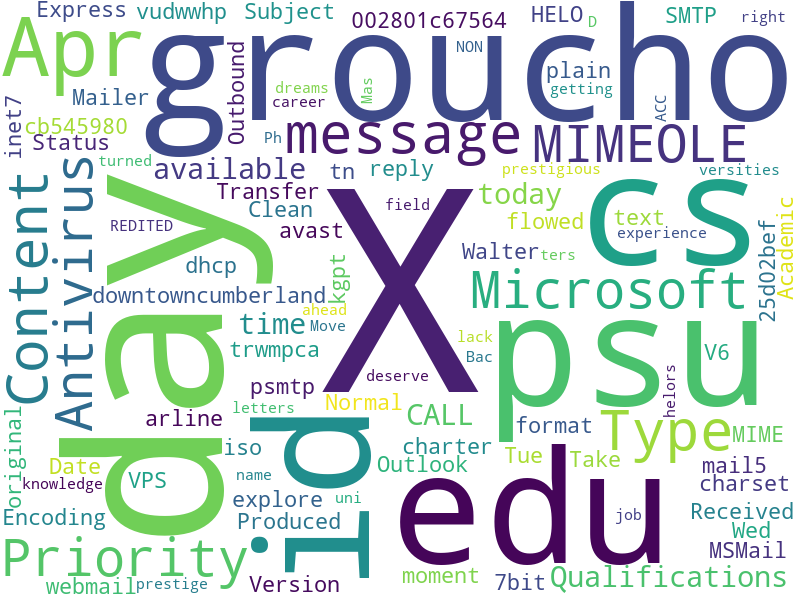 Express
vudwwhp
Subject
002801c67564
HELO
D
SMTP
right
Apr
groucho
NON
plain
getting
Mailer
Outbound
dreams
career
Mas
ACC
inet7
cb545980
Status
Ph
message
MIMEOLE
turned
available
tn
reply
prestigious
versities
Content
Antivirus
day
Transfer
Clean
avast
X
field
today
flowed
cs
text
experience
Academic
REDITED
dhcp
kgpt
Walter
ters
25d02bef
downtowncumberland
Microsoft
time
ahead
Move
trwmpca
lack
Bac
psu
V6
deserve
psmtp
Normal
helors
original
letters
arline
id
CALL
format
Type
MIME
iso
charter
Date
Outlook
Tue
Take
mail5
knowledge
VPS
name
edu
charset
explore
uni
job
Encoding
Produced
Received
Wed
Priority
MSMail
webmail
prestige
Version
moment
7bit
Qualifications